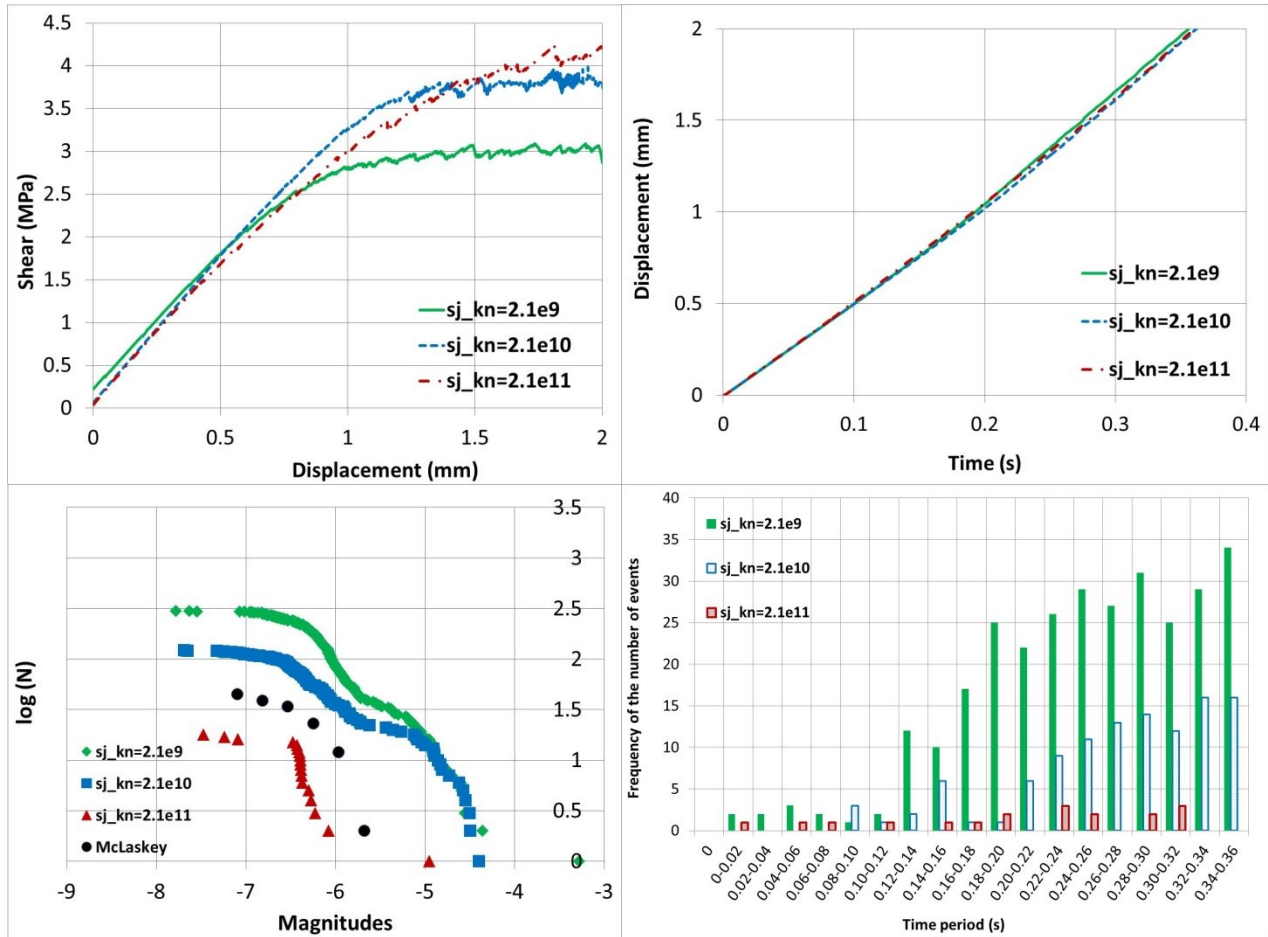 4.5
4
3.5
3
2.5
2
1.5
1
0.5
0
Shear (MPa)
sj_kn=2.1e9
sj_kn=2.1e10
sj_kn=2.1e11
0 0.5 1 1.5 2
Displacement (mm)
2
1.5
1
0.5
0
Displacement (mm)
sj_kn=2.1e9
sj_kn=2.1e10
sj_kn=2.1e11
0 0.1 0.2 0.3 0.4
Time (s)
3.5
3
2.5
2
1.5
1
0.5
0
log (N)
sj_kn=2.1e9
sj_kn=2.1e10
sj_kn=2.1e11
McLaskey
-9 -8 -7 -6 -5 -4 -3
Magnitudes
40
35
30
25
20
15
10
5
0
Frequency of the number of events
sj_kn=2.1e9
sj_kn=2.1e10
sj_kn=2.1e11
0
0-0.02
0.02-0.04
0.04-0.06
0.06-0.08
0.08-0.10
0.10-0.12
0.12-0.14
0.14-0.16
0.16-0.18
0.18-0.20
0.20-0.22
0.22-0.24
0.24-0.26
0.26-0.28
0.28-0.30
0.30-0.32
0.32-0.34
0.34-0.36
Time period (s)